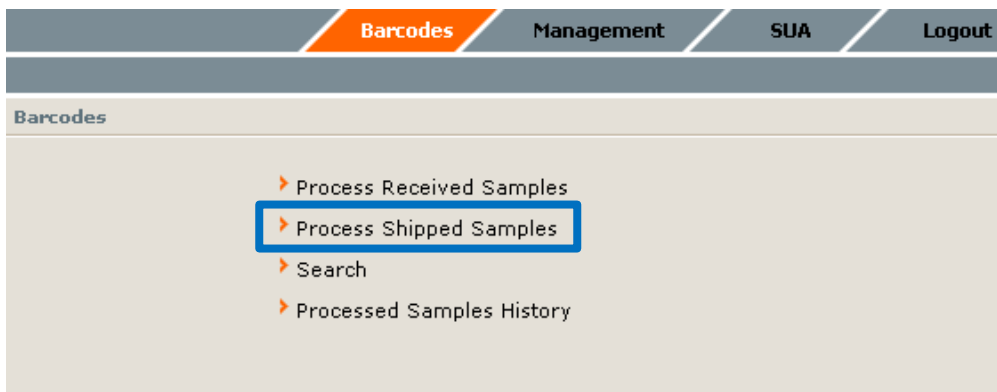 Barcodes Management SUA Logout
Barcodes
Process Received Samples
Process Shipped Samples
Search
Processed Samples History